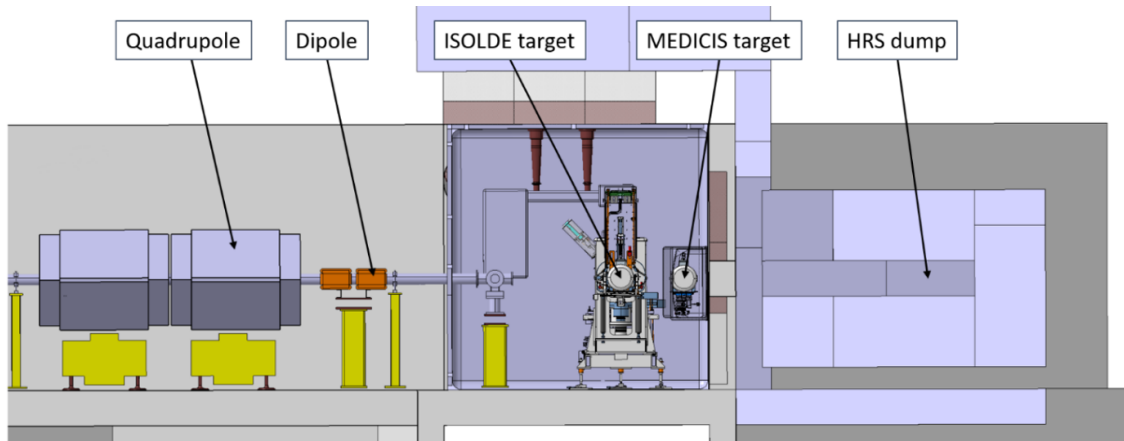 Quadrupole
Dipole
ISOLDE target
MEDICIS target
HRS dump